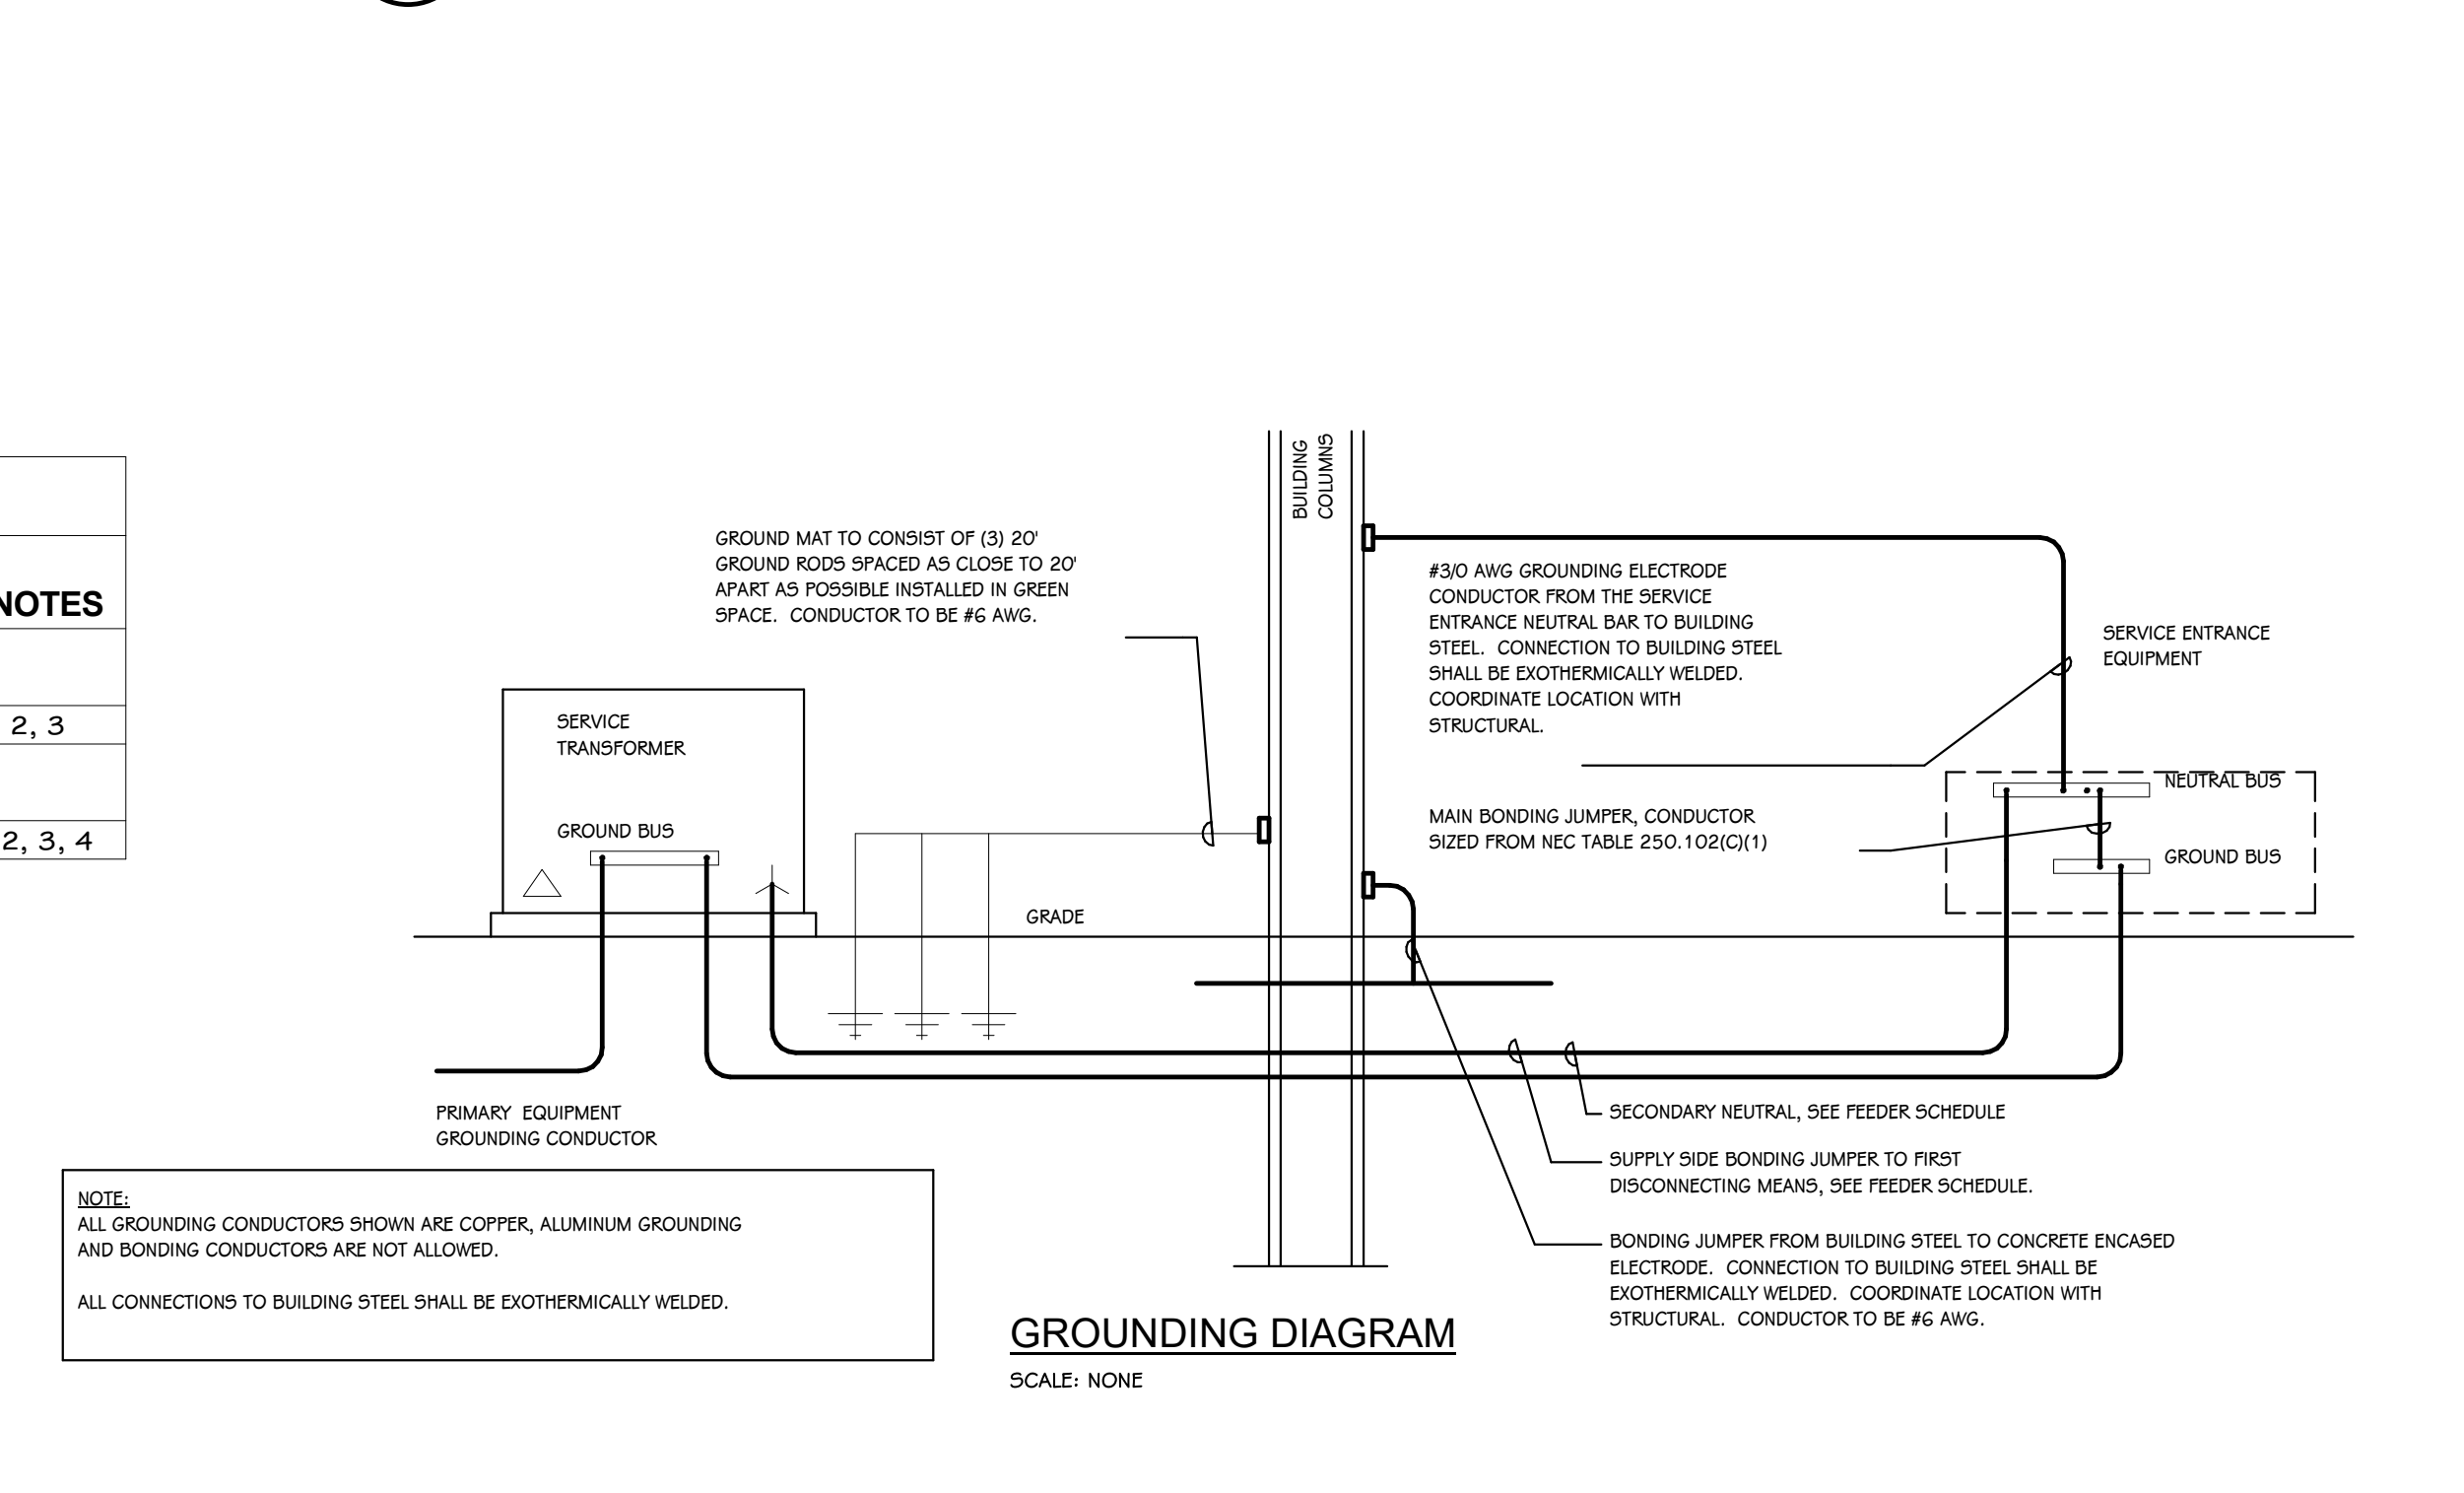 NOTES
2, 3
2, 3, 4
BUILDING
COLUMNS
GROUND MAT TO CONSIST OF (3) 20'
GROUND RODS SPACED AS CLOSE TO 20'
APART AS POSSIBLE INSTALLED IN GREEN
SPACE. CONDUCTOR TO BE #6 AWG.
#3/0 AWG GROUNDING ELECTRODE
CONDUCTOR FROM THE SERVICE
ENTRANCE NEUTRAL BAR TO BUILDING
STEEL. CONNECTION TO BUILDING STEEL
SHALL BE EXOTHERMICALLY WELDED.
COORDINATE LOCATION WITH
STRUCTURAL.
SERVICE ENTRANCE
EQUIPMENT
SERVICE
TRANSFORMER
GROUND BUS
NEUTRAL BUS
MAIN BONDING JUMPER, CONDUCTOR
SIZED FROM NEC TABLE 250.102(C)(1)
GROUND BUS
GRADE
PRIMARY EQUIPMENT
GROUNDING CONDUCTOR
SECONDARY NEUTRAL, SEE FEEDER SCHEDULE
SUPPLY SIDE BONDING JUMPER TO FIRST
DISCONNECTING MEANS, SEE FEEDER SCHEDULE.
BONDING JUMPER FROM BUILDING STEEL TO CONCRETE ENCASED
ELECTRODE. CONNECTION TO BUILDING STEEL SHALL BE
EXOTHERMICALLY WELDED. COORDINATE LOCATION WITH
STRUCTURAL. CONDUCTOR TO BE #6 AWG.
NOTE:
ALL GROUNDING CONDUCTORS SHOWN ARE COPPER, ALUMINUM GROUNDING
AND BONDING CONDUCTORS ARE NOT ALLOWED.
ALL CONNECTIONS TO BUILDING STEEL SHALL BE EXOTHERMICALLY WELDED.
GROUNDING DIAGRAM
SCALE: NONE